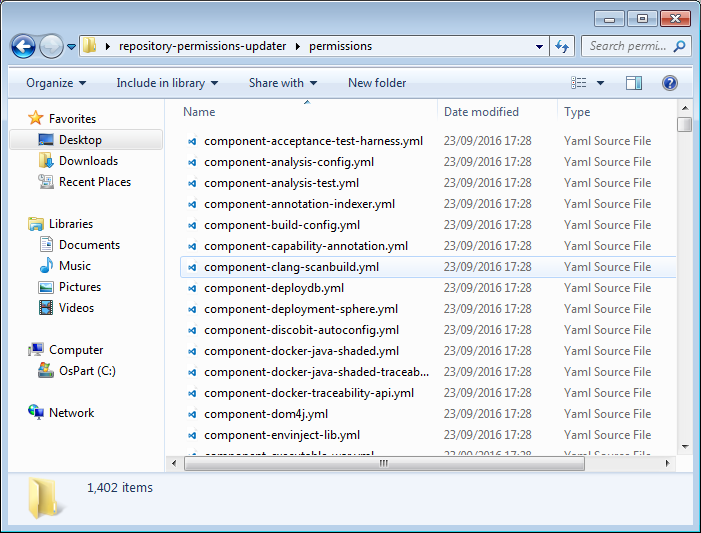 repository-permissions-updater permissions Search permi...
Organize Include in library Share with New folder
Name Date modified Type
Favorites
Desktop
Downloads
Recent Places
Libraries
Documents
Music
Pictures
Videos
Computer
OsPart (C:)
Network
component-acceptance-test-harness.yml 23/09/2016 17:28 Yaml Source File
component-analysis-config.yml 23/09/2016 17:28 Yaml Source File
component-analysis-test.yml 23/09/2016 17:28 Yaml Source File
component-annotation-indexer.yml 23/09/2016 17:28 Yaml Source File
component-build-config.yml 23/09/2016 17:28 Yaml Source File
component-capability-annotation.yml 23/09/2016 17:28 Yaml Source File
component-clang-scanbuild.yml 23/09/2016 17:28 Yaml Source File
component-deploydb.yml 23/09/2016 17:28 Yaml Source File
component-deployment-sphere.yml 23/09/2016 17:28 Yaml Source File
component-discobit-autoconfig.yml 23/09/2016 17:28 Yaml Source File
component-docker-java-shaded.yml 23/09/2016 17:28 Yaml Source File
component-docker-java-shaded-traceab... 23/09/2016 17:28 Yaml Source File
component-docker-traceability-api.yml 23/09/2016 17:28 Yaml Source File
component-dom4j.yml 23/09/2016 17:28 Yaml Source File
component-envinject-lib.yml 23/09/2016 17:28 Yaml Source File
1,402 items